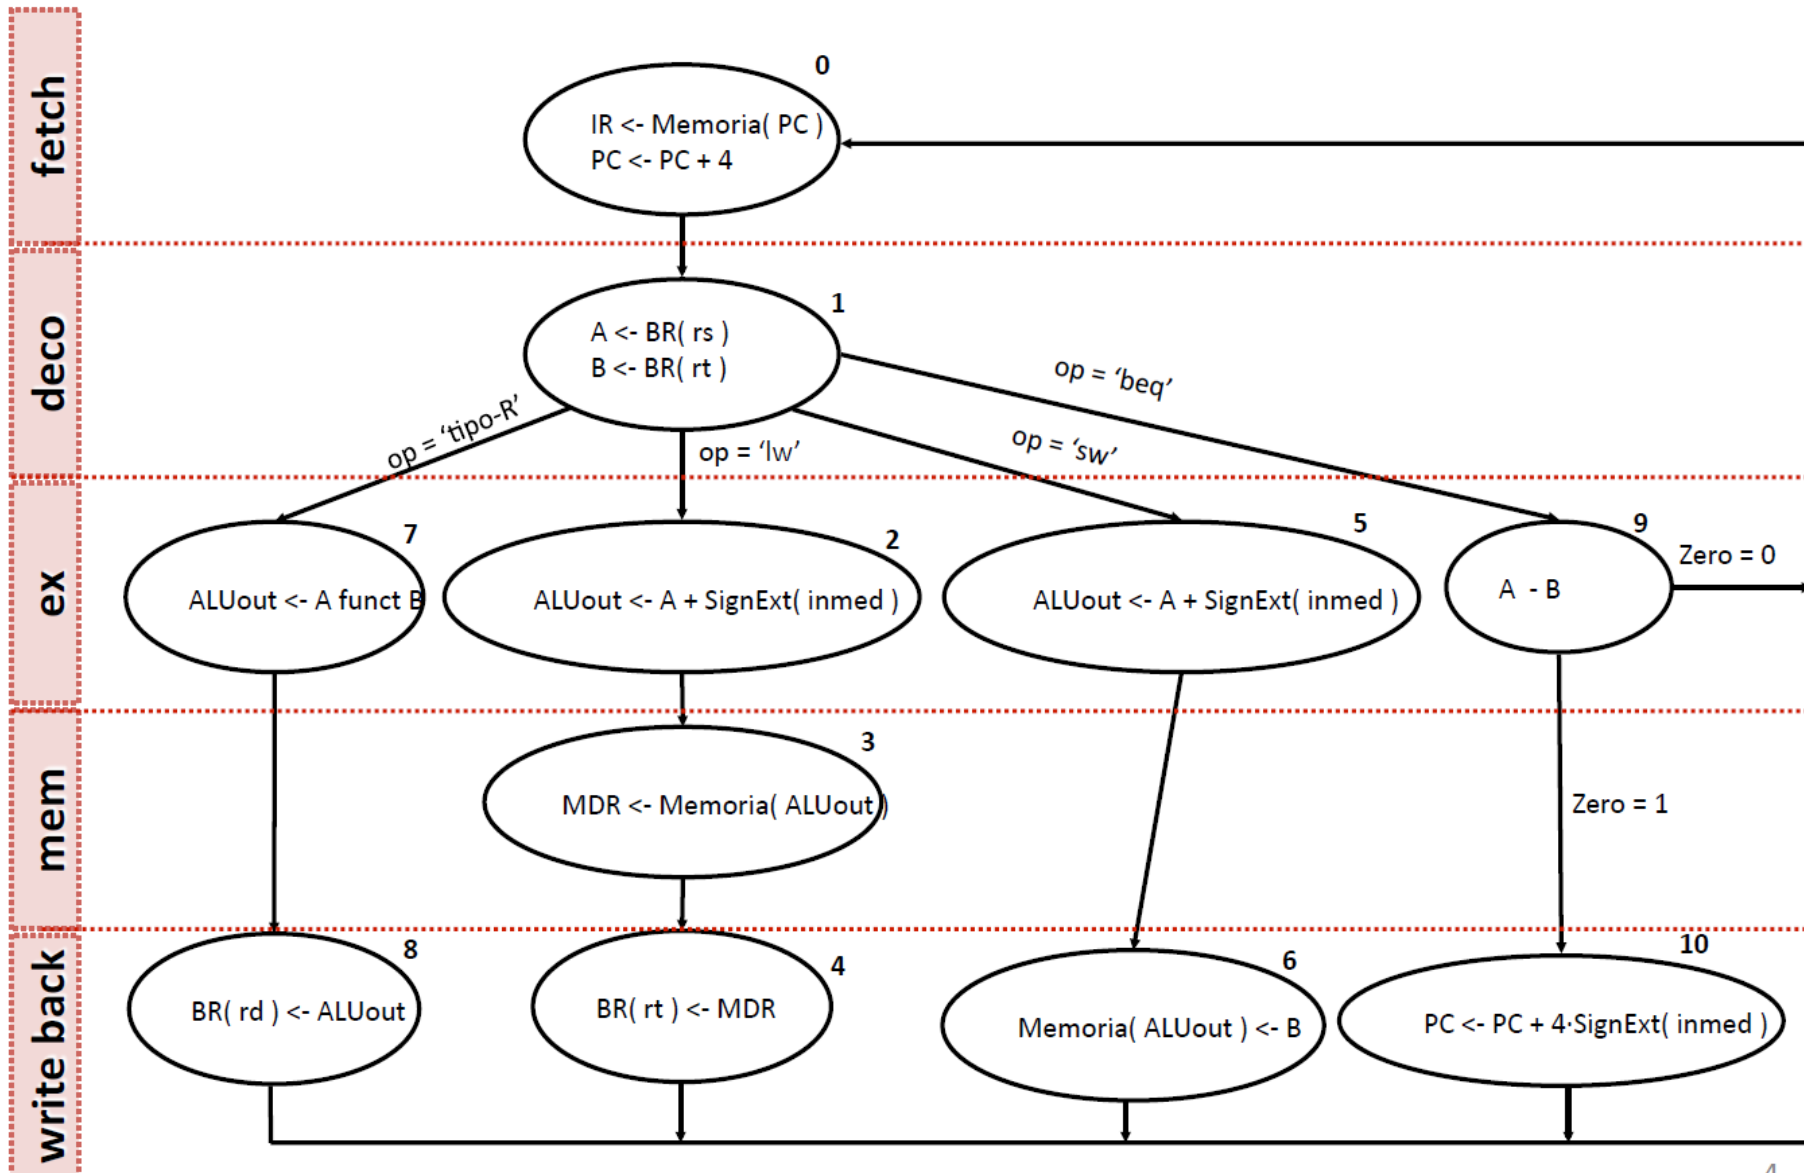 fetch
0
IR <- Memoria( PC )
PC <- PC + 4
deco
1
A <- BR( rs )
B <- BR( rt )
op = ‘tipo-R’
op = ‘lw’
op = ‘sw’
op = ‘beq’
ex
7
ALUout <- A funct B
2
ALUout <- A + SignExt( inmed )
5
ALUout <- A + SignExt( inmed )
9
A - B
Zero = 0
mem
3
MDR <- Memoria( ALUout )
Zero = 1
write back
8
BR( rd ) <- ALUout
4
BR( rt ) <- MDR
6
Memoria( ALUout ) <- B
10
PC <- PC + 4·SignExt( inmed )
4